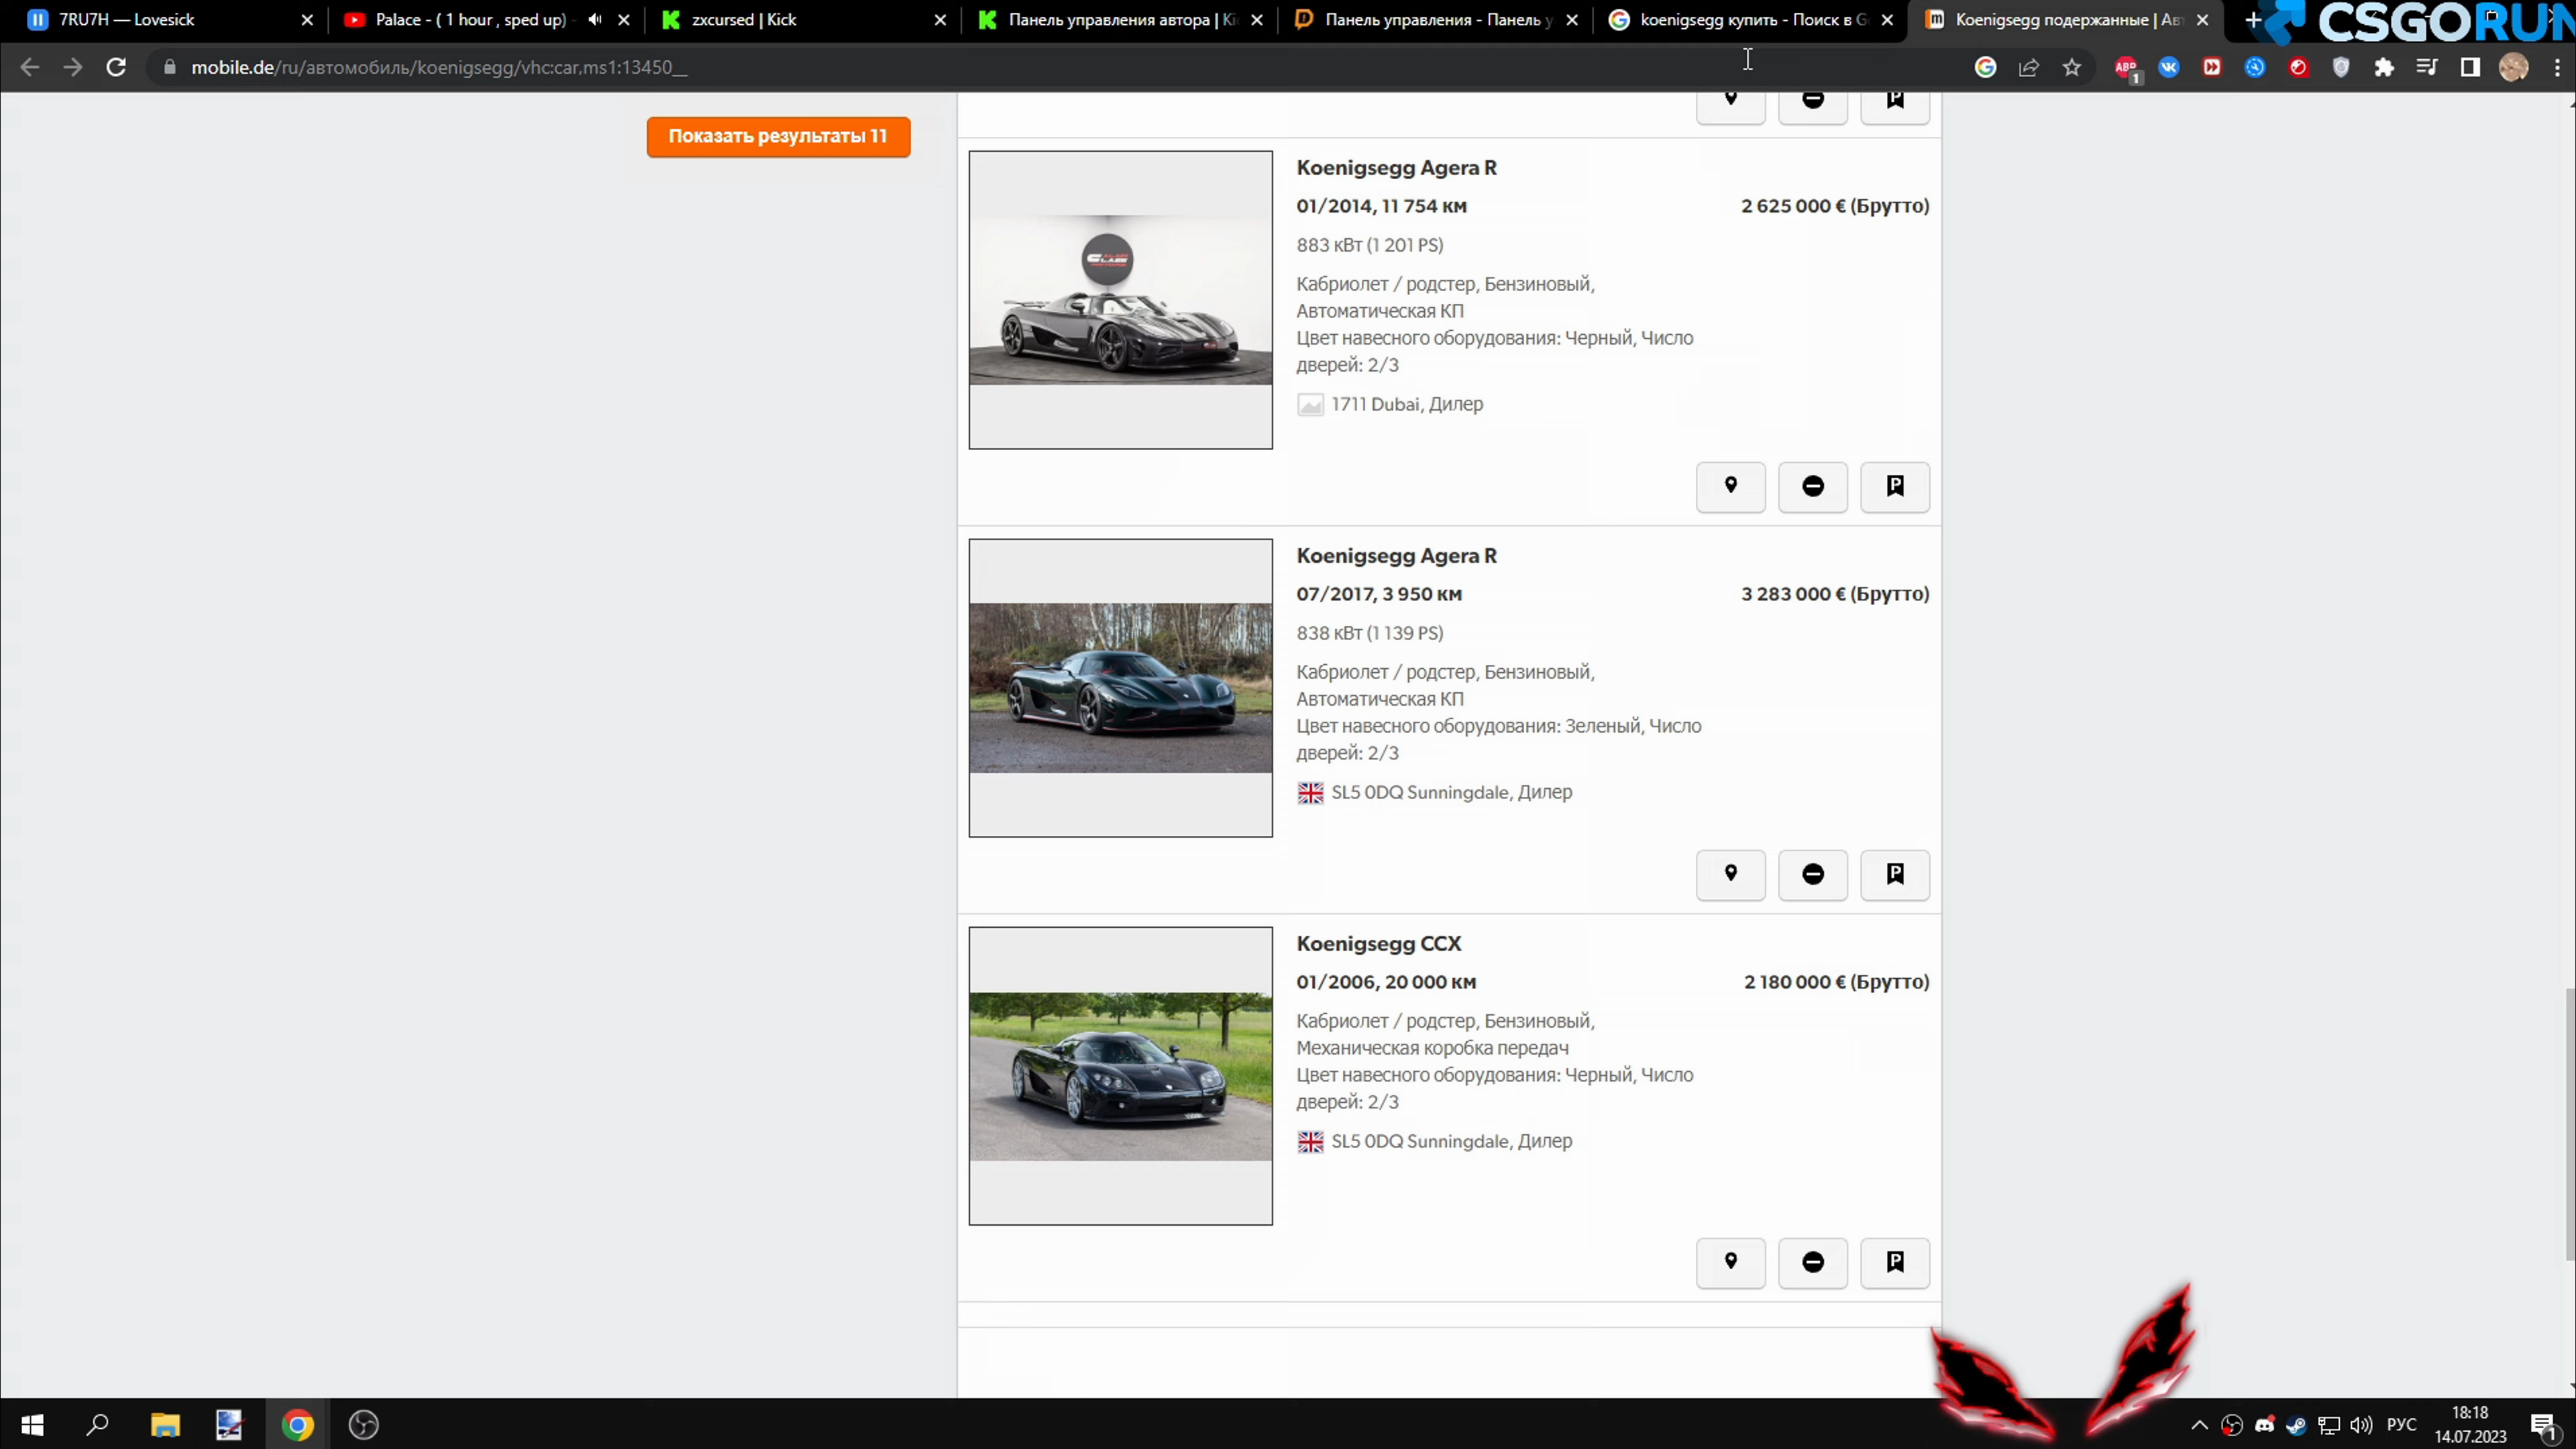 7RU7H — Lovesick
Palace - ( 1 hour , sped up) -
zxcursed | Kick
Панель управления автора | Ki
Панель управления - Панель у
koenigsegg купить - Поиск в G
Koenigsegg подержанные | Ав
CSGORUN
mobile.de/ru/автомобиль/koenigsegg/vhc:car,ms1:13450__
ABP
1
Показать результаты 11
Koenigsegg Agera R
01/2014, 11 754 км
2 625 000 € (Брутто)
883 кВт (1 201 PS)
Кабриолет / родстер, Бензиновый,
Автоматическая КП
Цвет навесного оборудования: Черный, Число
дверей: 2/3
1711 Dubai, Дилер
Koenigsegg Agera R
07/2017, 3 950 км
3 283 000 € (Брутто)
838 кВт (1 139 PS)
Кабриолет / родстер, Бензиновый,
Автоматическая КП
Цвет навесного оборудования: Зеленый, Число
дверей: 2/3
SL5 0DQ Sunningdale, Дилер
Koenigsegg CCX
01/2006, 20 000 км
2 180 000 € (Брутто)
Кабриолет / родстер, Бензиновый,
Механическая коробка передач
Цвет навесного оборудования: Черный, Число
дверей: 2/3
SL5 0DQ Sunningdale, Дилер
РУС
18:18
14.07.2023
1